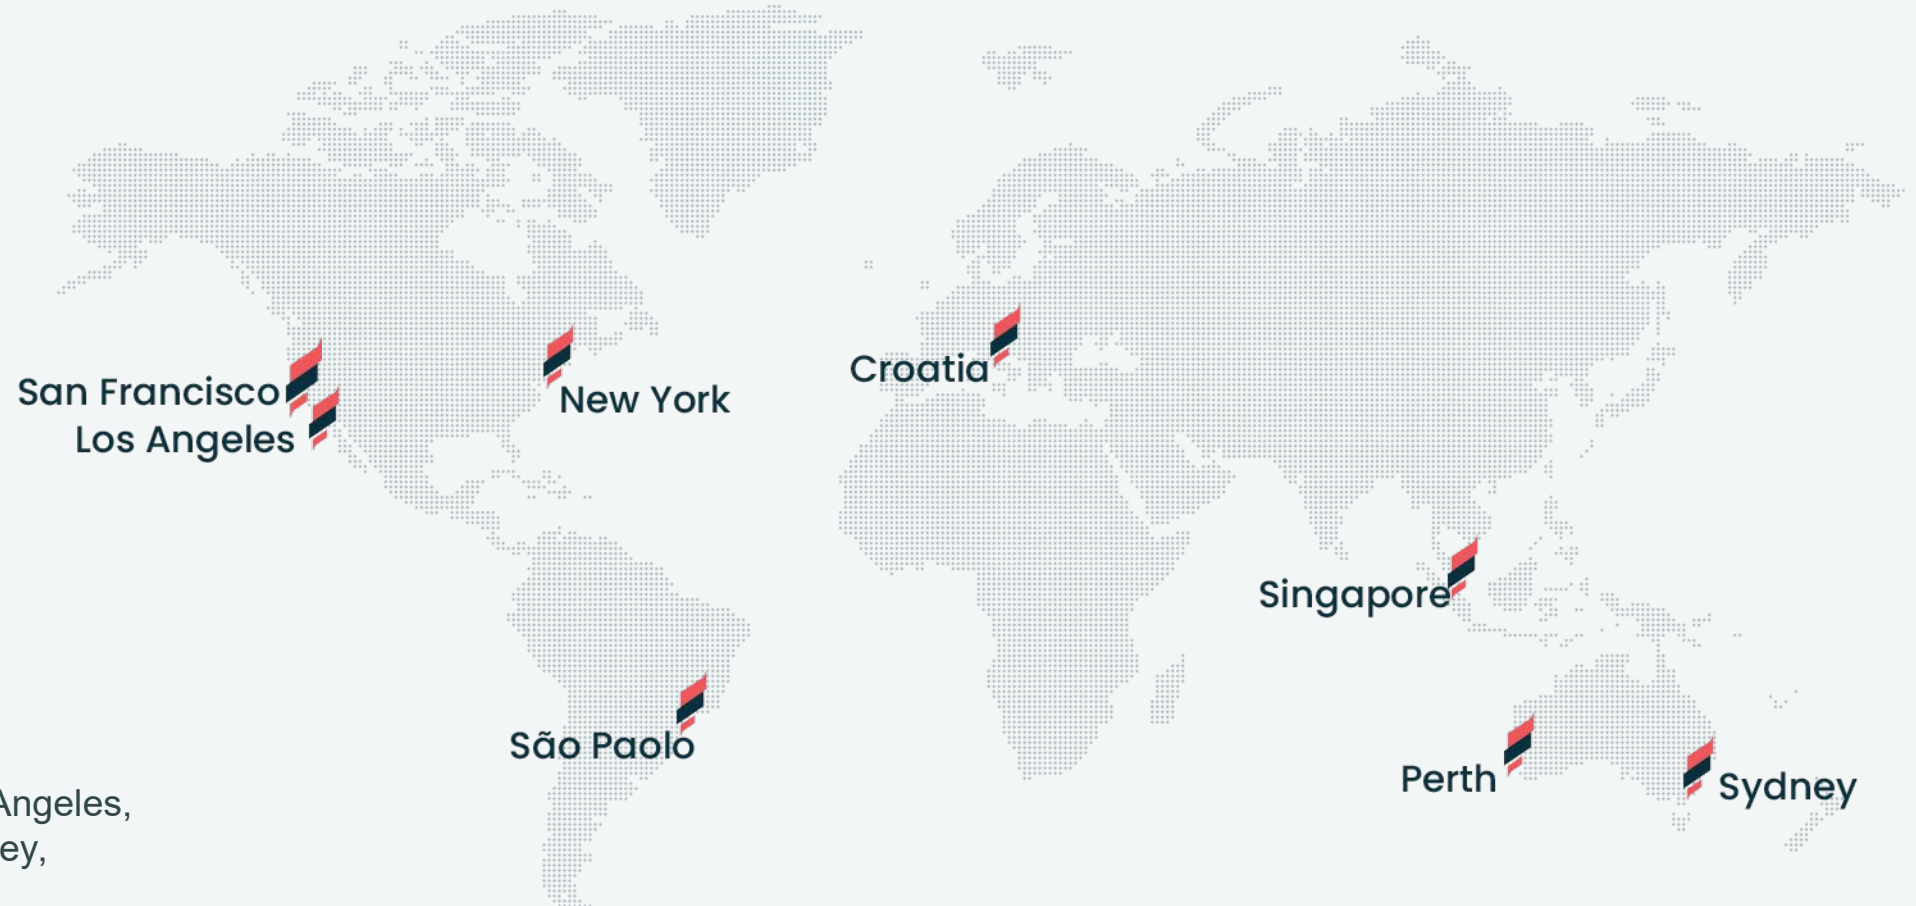 San Francisco
Los Angeles
New York
Croatia
Singapore
São Paolo
Perth
Sydney
Angeles,
ey,